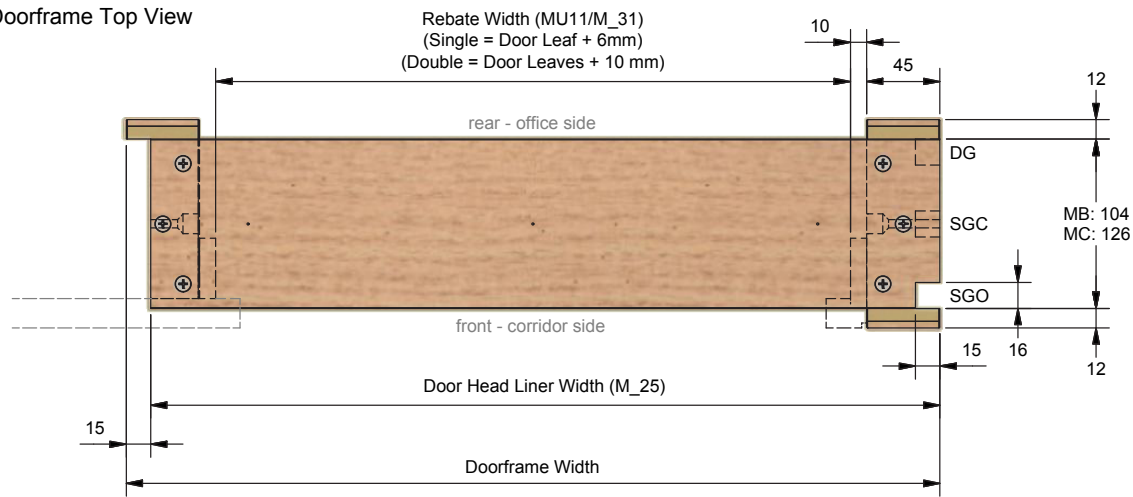 Doorframe Top View
Rebate Width (MU11/M_31)
(Single = Door Leaf + 6mm)
(Double = Door Leaves + 10 mm)
10
45
12
rear - office side
DG
SGC
MB: 104
MC: 126
SGO
front - corridor side
15
16
12
Door Head Liner Width (M_25)
15
Doorframe Width